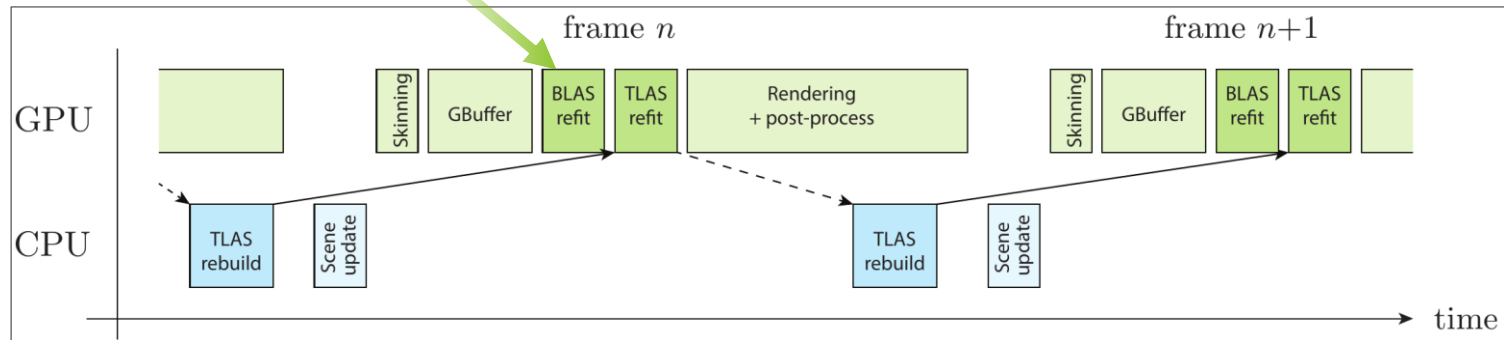 frame n
frame n+1
GPU
Skinning
GBuffer
BLAS
refit
TLAS
refit
Rendering
+ post-process
Skinning
GBuffer
BLAS
refit
TLAS
refit
CPU
TLAS
rebuild
Scene
update
TLAS
rebuild
Scene
update
time